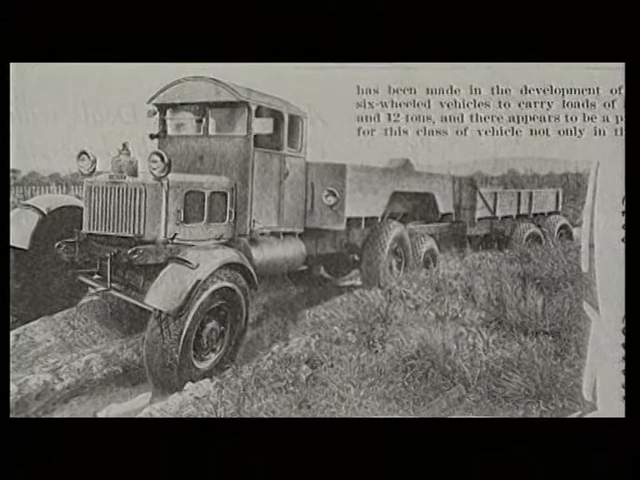 has been made in the development of
six-wheeled vehicles to carry loads of
and 12 tons, and there appears to be a p
for this class of vehicle not only in th